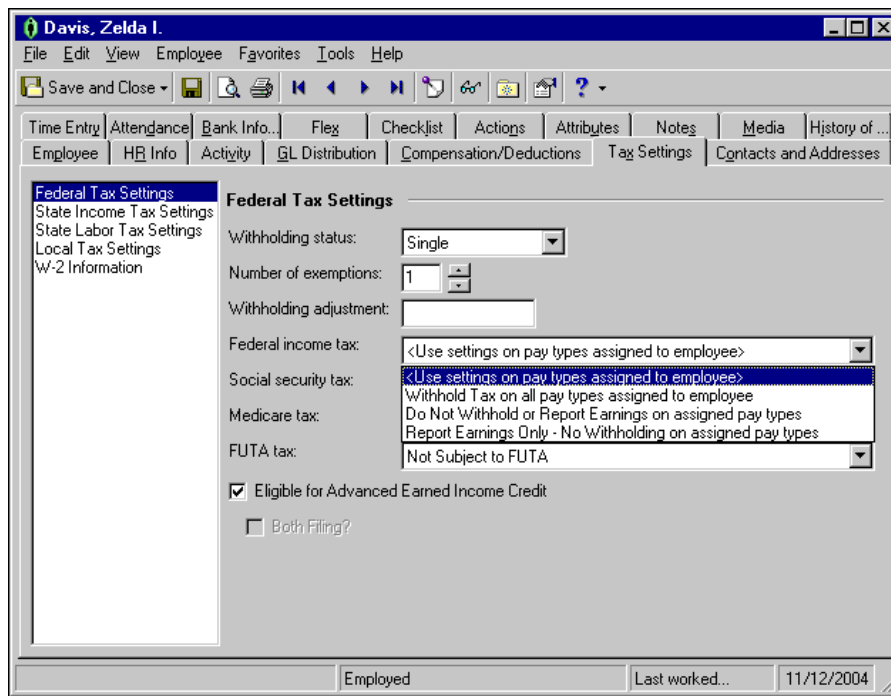 Davis, Zelda I.
File Edit View Employee Favorites Tools Help
Save and Close ?
Time Entry Attendance Bank Info... Flex Checklist Actions Attributes Notes Media History of ...
Employee HR Info Activity GL Distribution Compensation/Deductions Tax Settings Contacts and Addresses
Federal Tax Settings
State Income Tax Settings
State Labor Tax Settings
Local Tax Settings
W-2 Information
Federal Tax Settings
Withholding status: Single
Number of exemptions: 1
Withholding adjustment:
Federal income tax: <Use settings on pay types assigned to employee>
Social security tax: <Use settings on pay types assigned to employee>
Withhold Tax on all pay types assigned to employee
Medicare tax: Do Not Withhold or Report Earnings on assigned pay types
Report Earnings Only - No Withholding on assigned pay types
FUTA tax: Not Subject to FUTA
Eligible for Advanced Earned Income Credit
Both Filing?
Employed Last worked... 11/12/2004